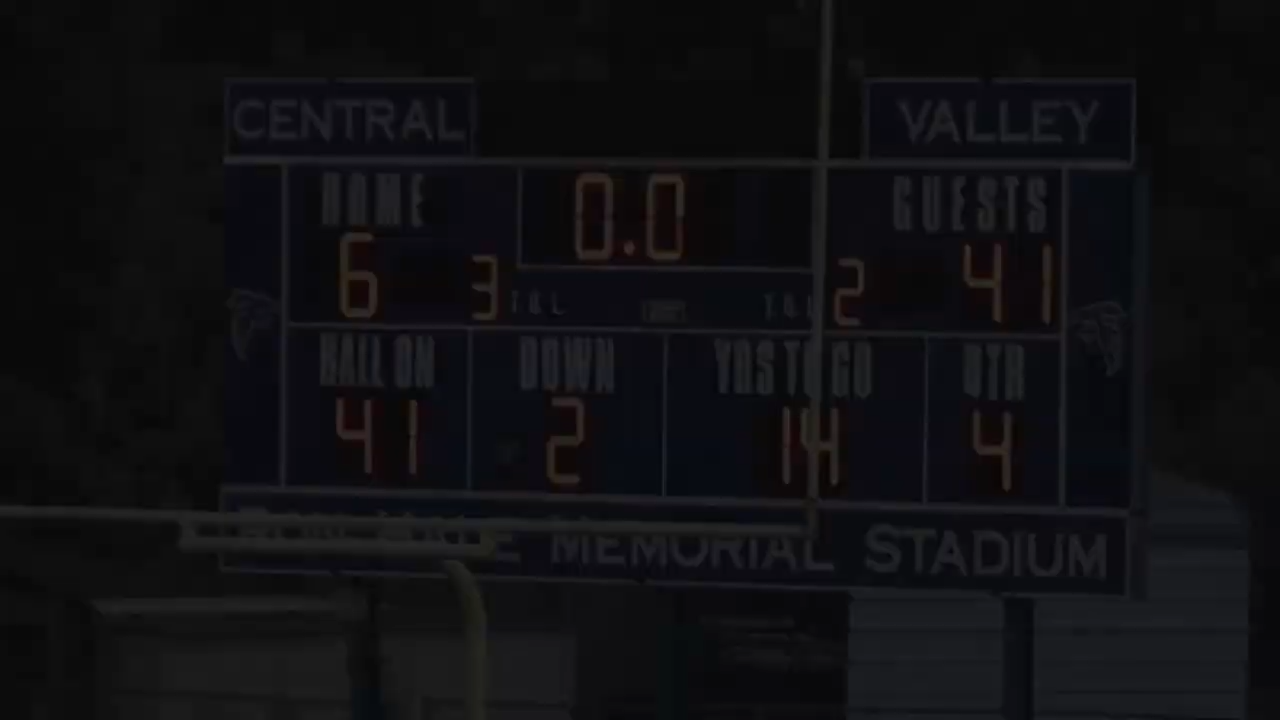 CENTRAL VALLEY
HOME 0.0 GUESTS
6 3 T.O.L. T.O.L. 2 41
BALL ON DOWN YDS TO GO QTR
41 2 14 4
MEMORIAL STADIUM